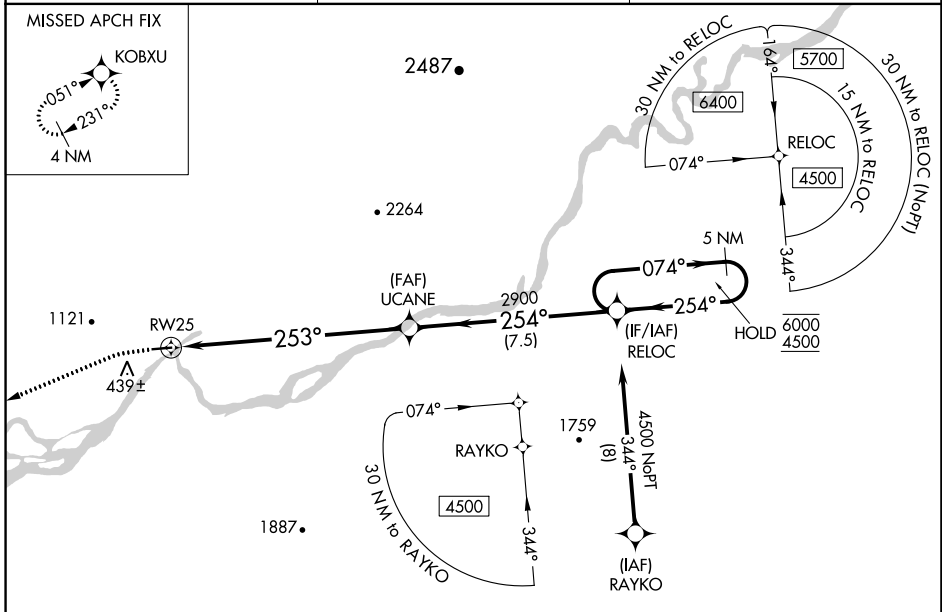 MISSED APCH FIX
KOBXU
051°
231°
4 NM
2487
30 NM to RELOC
6400
164°
5700
30 NM to RELOC (NoPT)
15 NM to RELOC
RELOC
074°
4500
344°
2264
5 NM
074°
(FAF)
UCANE
2900
254°
(7.5)
254°
(IF/IAF)
RELOC
HOLD
6000
4500
1121
RW25
253°
439±
074°
RAYKO
4500
30 NM to RAYKO
344°
1759
4500 NoPT
344°
(8)
1887
(IAF)
RAYKO